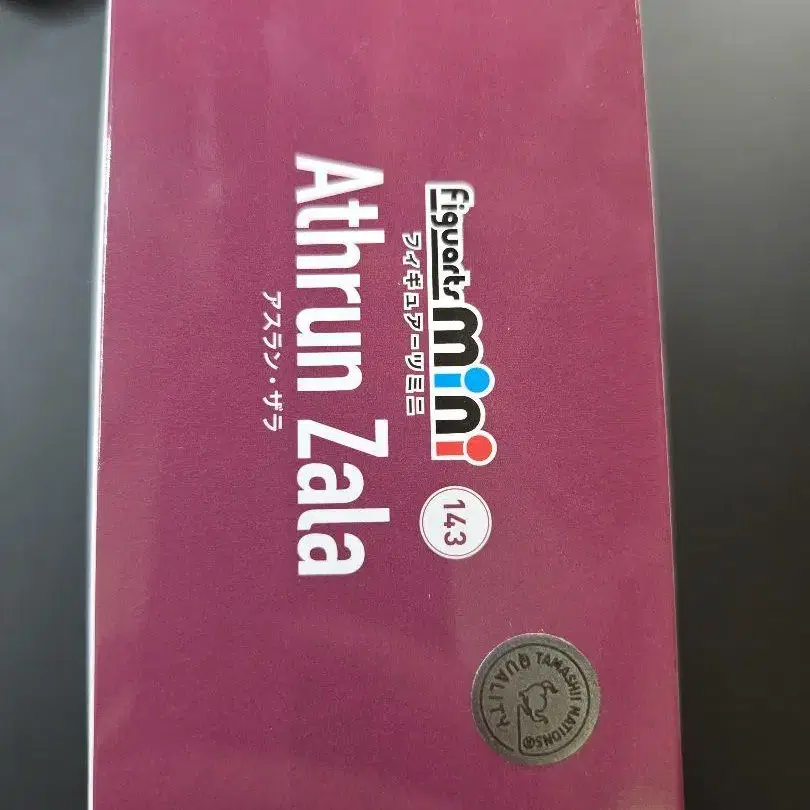 figuarts mini 143
フィギュアーツミニ
Athrun Zala
アスラン・ザラ
TAMASHII NATIONS®
QUALITY